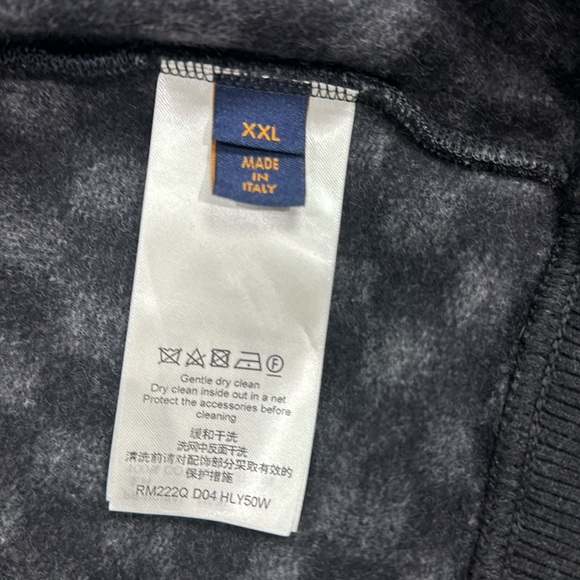 XXL
MADE
IN
ITALY
F
Gentle dry clean
Dry clean inside out in a net
Protect the accessories before
cleaning
缓和干洗
洗网中反面干洗
清洗前请对配饰部分采取有效的
保护措施
RM222Q D04 HLY50W